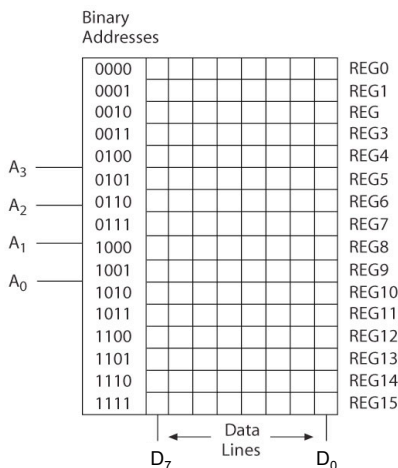 Binary
Addresses
0000 REG0
0001 REG1
0010 REG
0011 REG3
0100 REG4
A3
0101 REG5
A2 0110 REG6
0111 REG7
A1 1000 REG8
1001 REG9
A0 1010 REG10
1011 REG11
1100 REG12
1101 REG13
1110 REG14
1111 REG15
Data
Lines
D7 D0